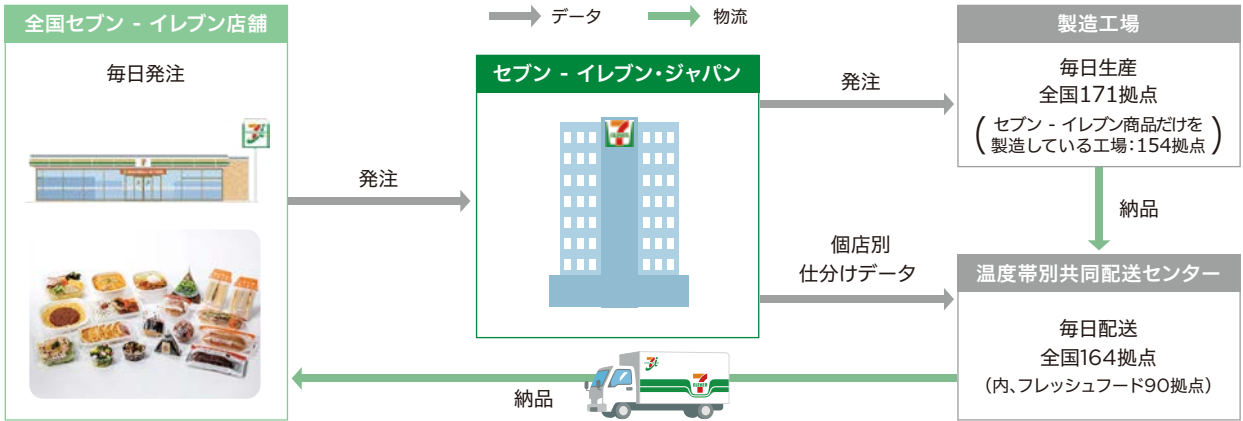 データ
物流
全国セブン - イレブン店舗
毎日発注
発注
セブン - イレブン・ジャパン
7
ELEVEN
発注
個店別
仕分けデータ
製造工場
毎日生産
全国171拠点
(セブン - イレブン商品だけを
製造している工場:154拠点)
納品
温度帯別共同配送センター
毎日配送
全国164拠点
(内、フレッシュフード90拠点)
納品
7
ELEVEN